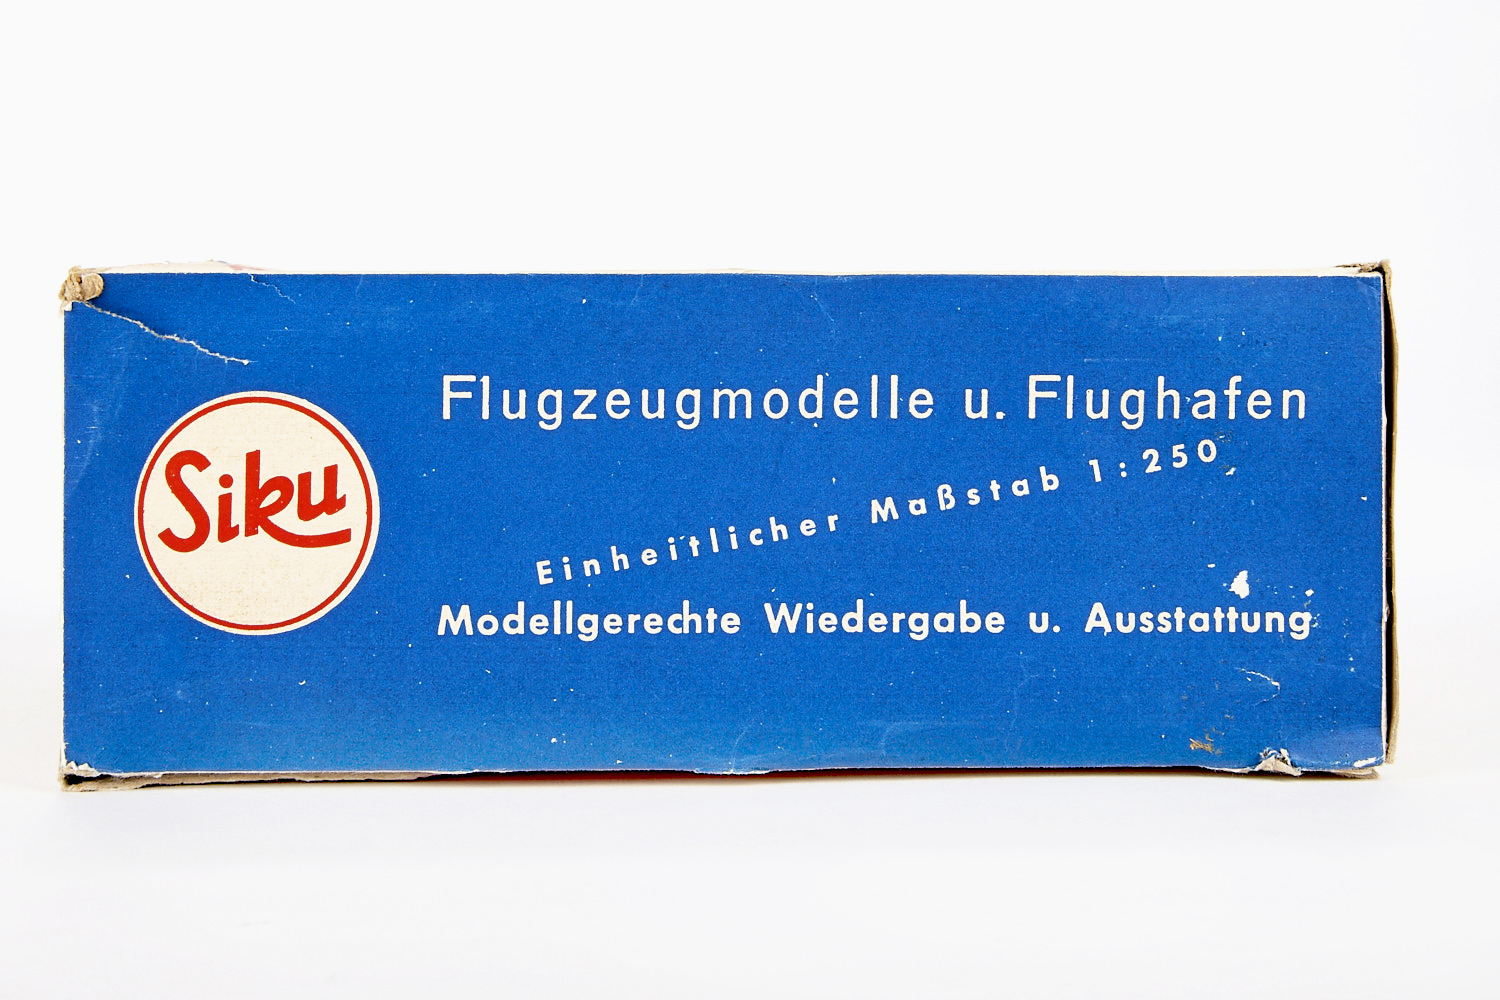 Siku
Flugzeugmodelle u. Flughafen
Einheitlicher Maßstab 1:250
Modellgerechte Wiedergabe u. Ausstattung